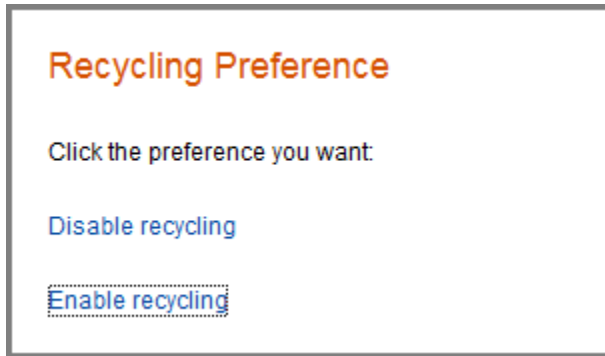 Recycling Preference
Click the preference you want:
Disable recycling
Enable recycling